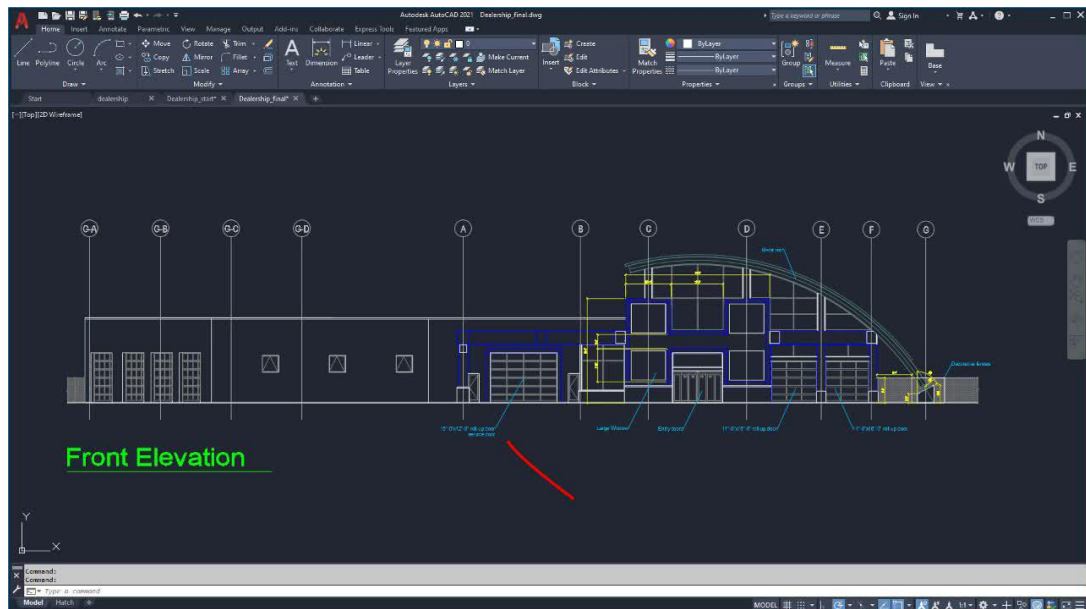 Autodesk AutoCAD 2021 Dealership_final.dwg
Type a keyword or phrase
Sign In
Home Insert Annotate Parametric View Manage Output Add-ins Collaborate Express Tools Featured Apps
Line Polyline Circle Arc
Move Rotate Trim
Copy Mirror Fillet
Stretch Scale Array
Text Dimension
Linear
Leader
Table
Layer Properties
0
Make Current
Match Layer
Insert
Create
Edit
Edit Attributes
Match Properties
ByLayer
ByLayer
ByLayer
Group
Measure
Paste
Base
Draw Modify Annotation Layers Block Properties Groups Utilities Clipboard View
Start dealership Dealership_start* Dealership_final*
[-][Top][2D Wireframe]
N
W TOP E
S
WCS
G-A G-B G-C G-D A B C D E F G
Large Window
Entry doors
Front Elevation
Y
X
Command:
Command:
Type a command
Model Hatch
MODEL
1:1